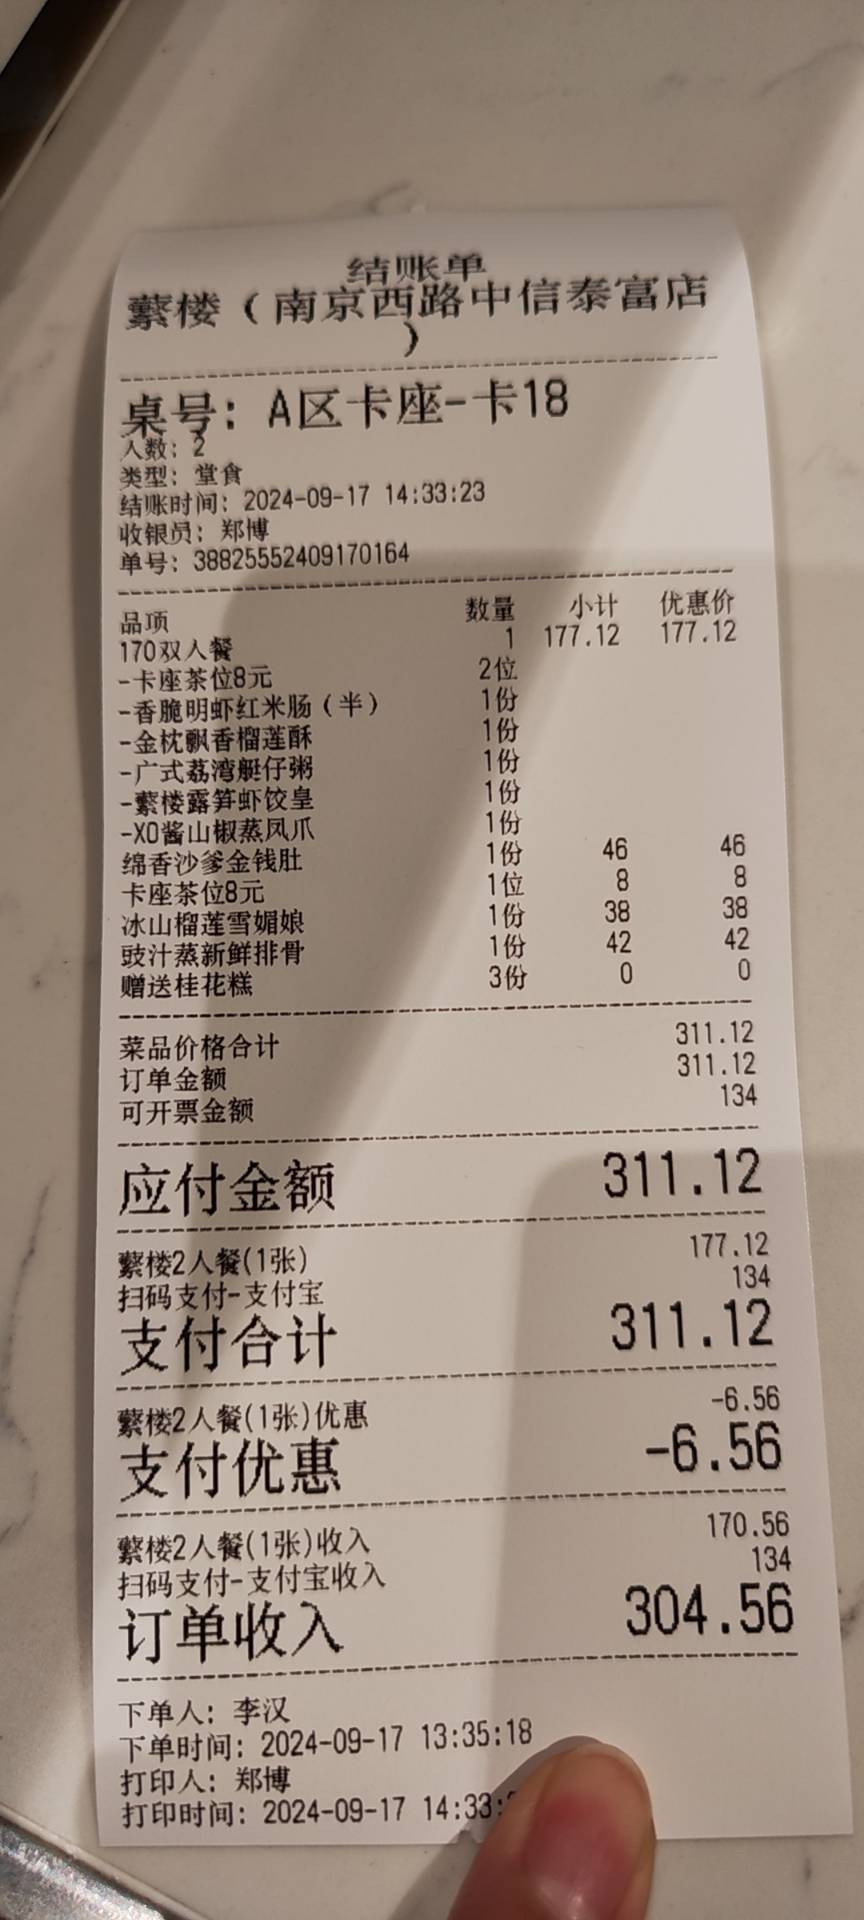 结账单
蘩楼（南京西路中信泰富店
）
桌号：A区卡座-卡18
人数：2
类型：堂食
结账时间：2024-09-17 14:33:23
收银员：郑博
单号：38825552409170164
品项 数量 小计 优惠价
170双人餐 1 177.12 177.12
-卡座茶位8元 2位
-香脆明虾红米肠（半） 1份
-金枕飘香榴莲酥 1份
-广式荔湾艇仔粥 1份
-蘩楼露笋虾饺皇 1份
-XO酱山椒蒸凤爪 1份
绵香沙爹金钱肚 1份 46 46
卡座茶位8元 1位 8 8
冰山榴莲雪媚娘 1份 38 38
豉汁蒸新鲜排骨 1份 42 42
赠送桂花糕 3份 0 0
菜品价格合计 311.12
订单金额 311.12
可开票金额 134
应付金额 311.12
蘩楼2人餐(1张) 177.12
扫码支付-支付宝 134
支付合计 311.12
蘩楼2人餐(1张)优惠 -6.56
支付优惠 -6.56
蘩楼2人餐(1张)收入 170.56
扫码支付-支付宝收入 134
订单收入 304.56
下单人：李汉
下单时间：2024-09-17 13:35:18
打印人：郑博
打印时间：2024-09-17 14:33: